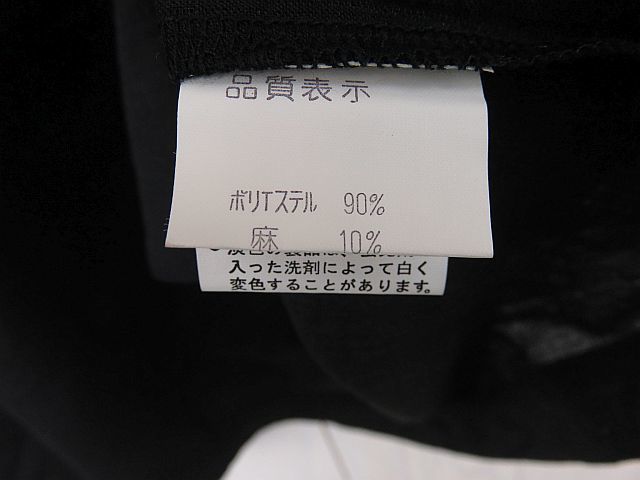 品質表示
ポリエステル 90%
麻 10%
入った洗剤によって白く
変色することがあります。